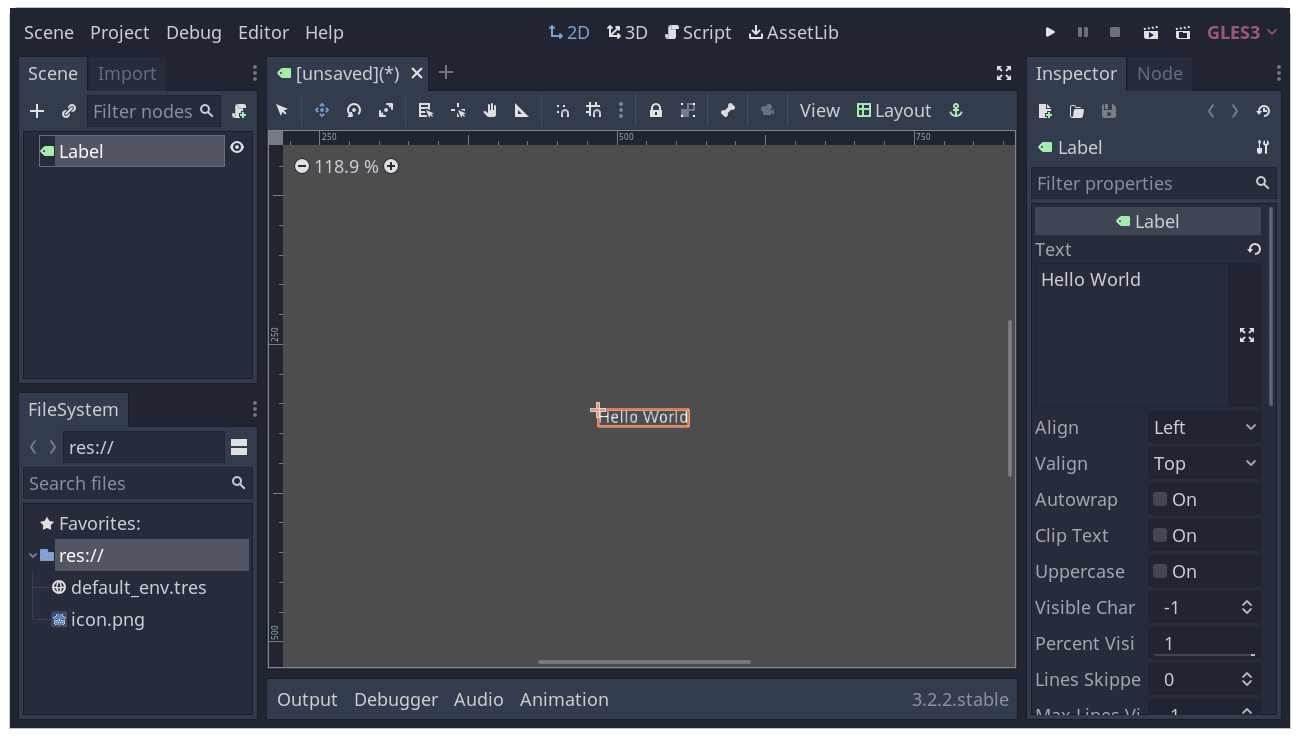 Scene Project Debug Editor Help 2D 3D Script AssetLib GLES3
Scene Import
Filter nodes
Label
FileSystem
res://
Search files
Favorites:
res://
default_env.tres
icon.png
[unsaved](*)
View Layout
250 500 750
118.9 %
250
500
Hello World
Output Debugger Audio Animation 3.2.2.stable
Inspector Node
Label
Filter properties
Label
Text
Hello World
Align Left
Valign Top
Autowrap On
Clip Text On
Uppercase On
Visible Char -1
Percent Visi 1
Lines Skippe 0
Max Lines Vi -1